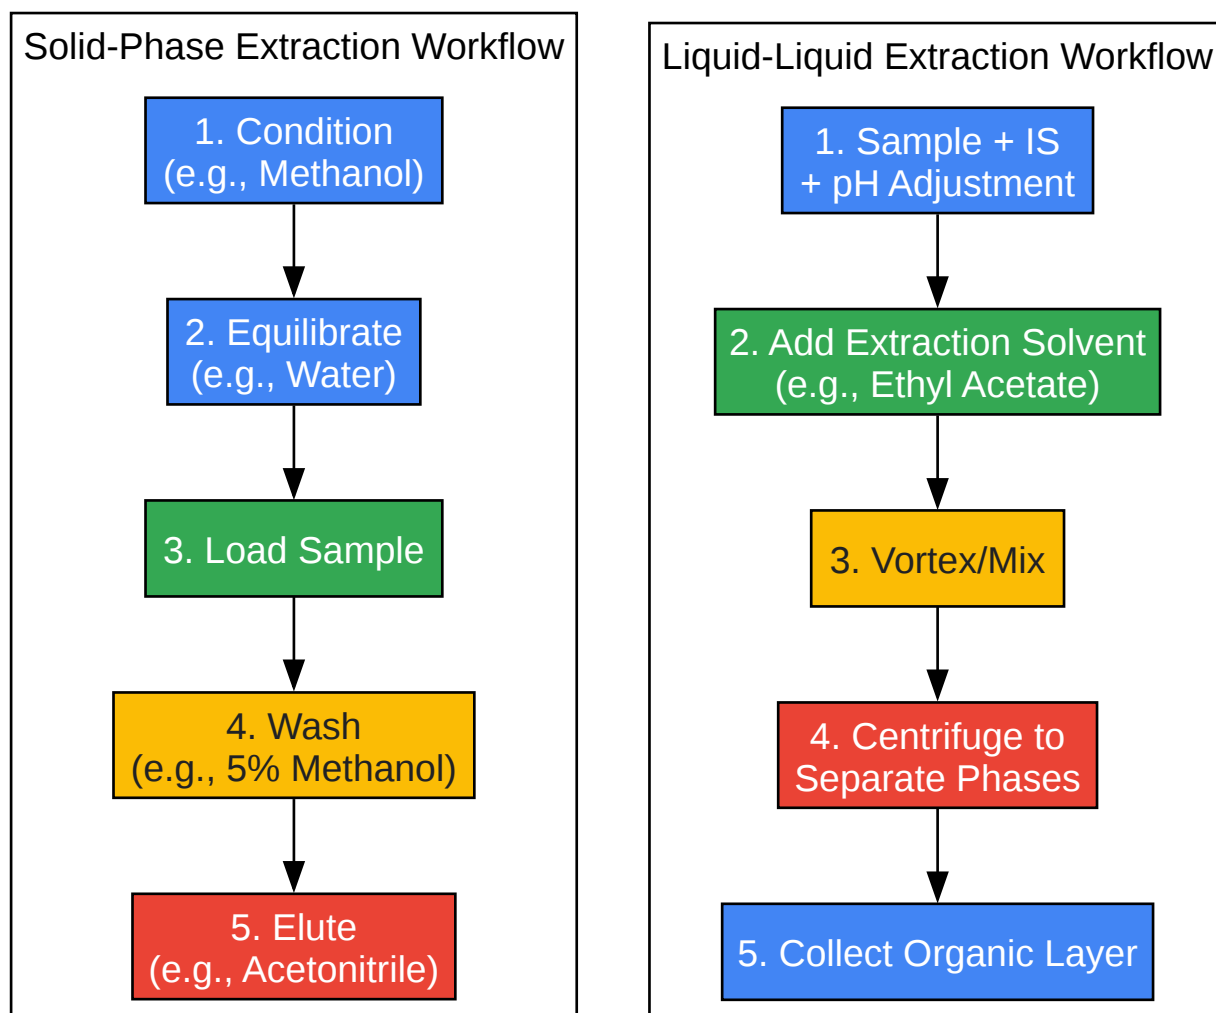 Solid-Phase Extraction Workflow
1. Condition
(e.g., Methanol)
2. Equilibrate
(e.g., Water)
3. Load Sample
4. Wash
(e.g., 5% Methanol)
5. Elute
(e.g., Acetonitrile)
Liquid-Liquid Extraction Workflow
1. Sample + IS
+ pH Adjustment
2. Add Extraction Solvent
(e.g., Ethyl Acetate)
3. Vortex/Mix
4. Centrifuge to
Separate Phases
5. Collect Organic Layer